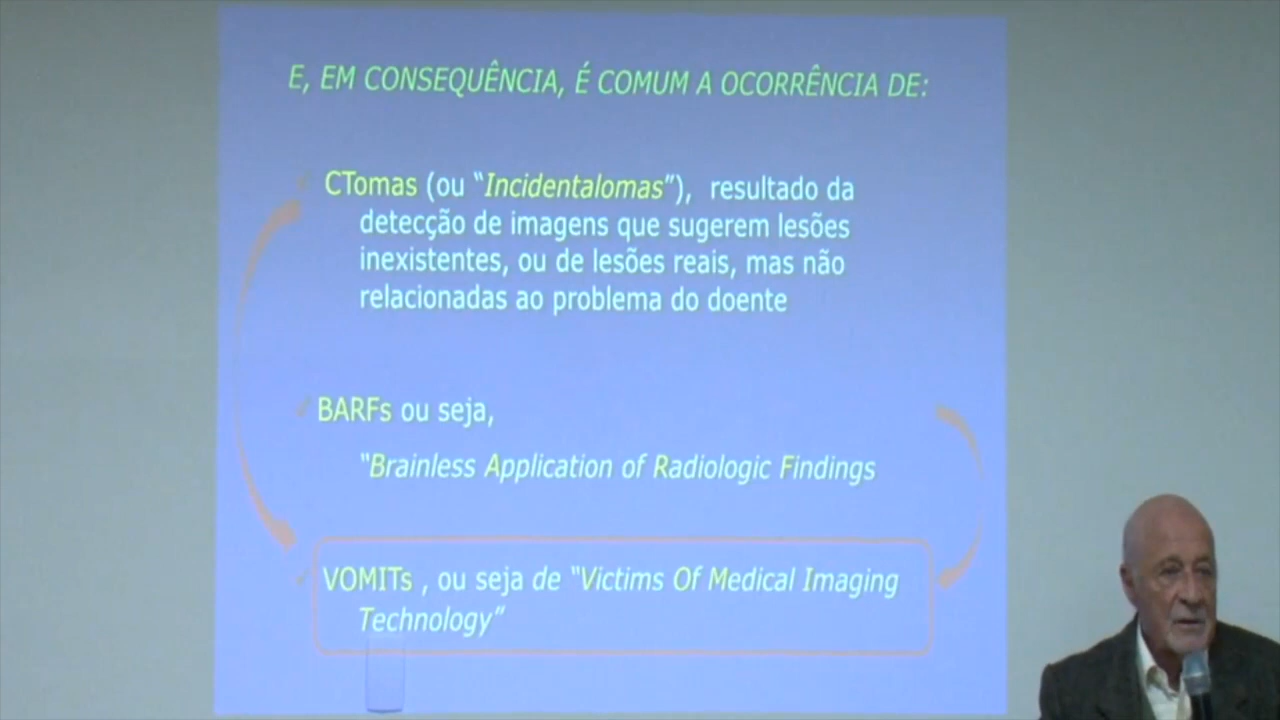 E, EM CONSEQUÊNCIA, É COMUM A OCORRÊNCIA DE:
CTomas (ou “Incidentalomas”), resultado da
detecção de imagens que sugerem lesões
inexistentes, ou de lesões reais, mas não
relacionadas ao problema do doente
BARFs ou seja,
“Brainless Application of Radiologic Findings
VOMITs , ou seja de “Victims Of Medical Imaging
Technology”